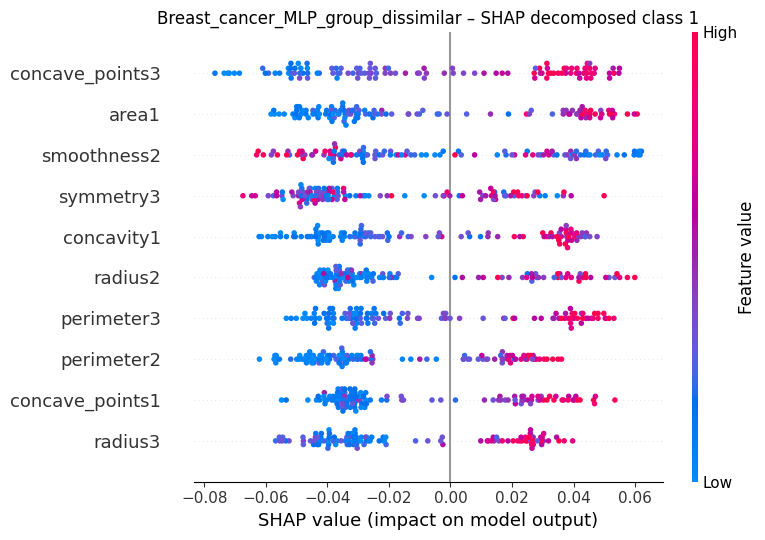 Breast_cancer_MLP_group_dissimilar – SHAP decomposed class 1
High
concave_points3
area1
smoothness2
symmetry3
concavity1
radius2
perimeter3
perimeter2
concave_points1
radius3
Feature value
Low
−0.08 −0.06 −0.04 −0.02 0.00 0.02 0.04 0.06
SHAP value (impact on model output)